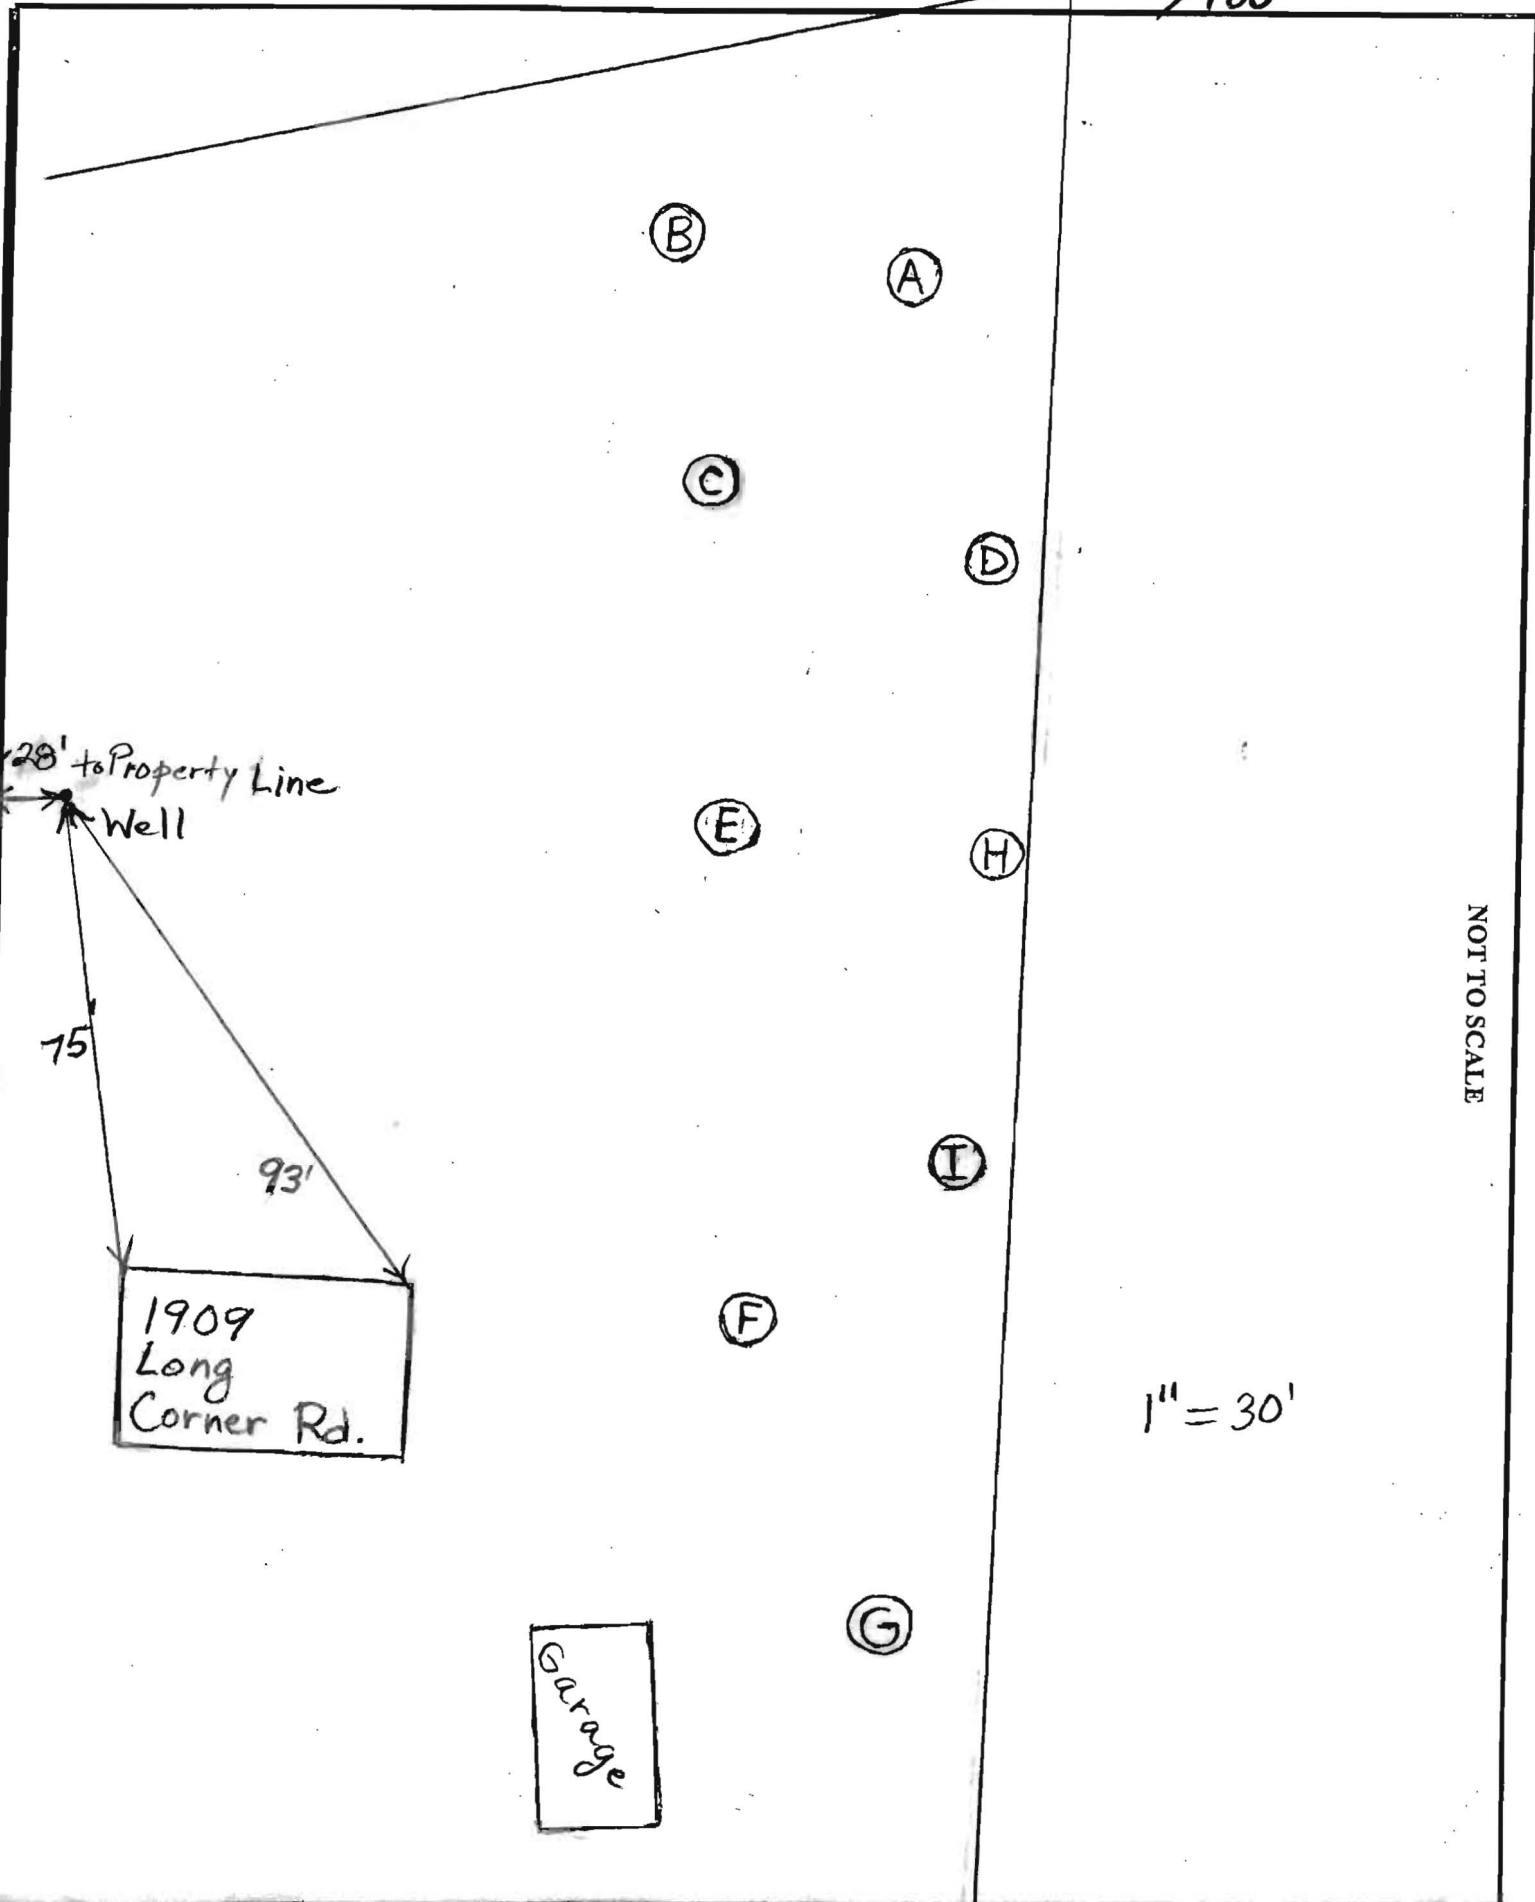 B
A
C
D
28' to Property Line
Well
E
H
NOT TO SCALE
75'
93'
I
1909
Long
Corner Rd.
F
1" = 30'
G
Garage